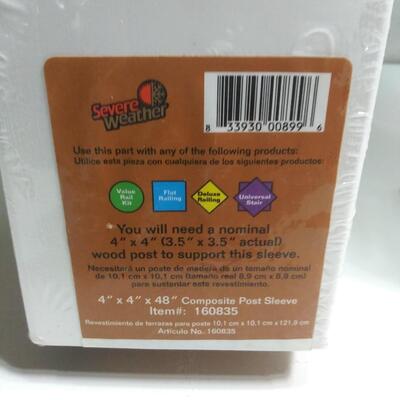 Severe
Weather
8 33930 00899 6
Use this part with any of the following products:
Utilice esta pieza con cualquiera de los siguientes productos:
Value
Rail
Kit
Flat
Railing
Deluxe
Railing
Universal
Stair
You will need a nominal
4" x 4" (3.5" x 3.5" actual)
wood post to support this sleeve.
Necesitará un poste de madera de un tamaño nominal
de 10,1 cm x 10,1 cm (tamaño real 8,9 cm x 8,9 cm)
para sustentar este revestimiento.
4" x 4" x 48" Composite Post Sleeve
Item#: 160835
Revestimiento de terrazas para poste 10,1 cm x 10,1 cm x 121,9 cm
Artículo No. 160835